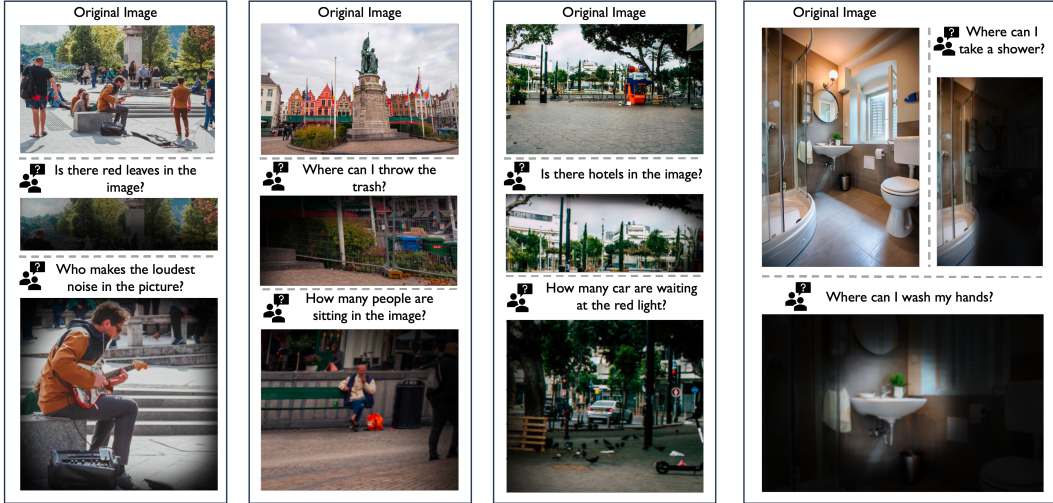 Original Image
Is there red leaves in the
image?
Who makes the loudest
noise in the picture?
Original Image
Where can I throw the
trash?
How many people are
sitting in the image?
Original Image
Is there hotels in the image?
How many car are waiting
at the red light?
Original Image
Where can I
take a shower?
Where can I wash my hands?